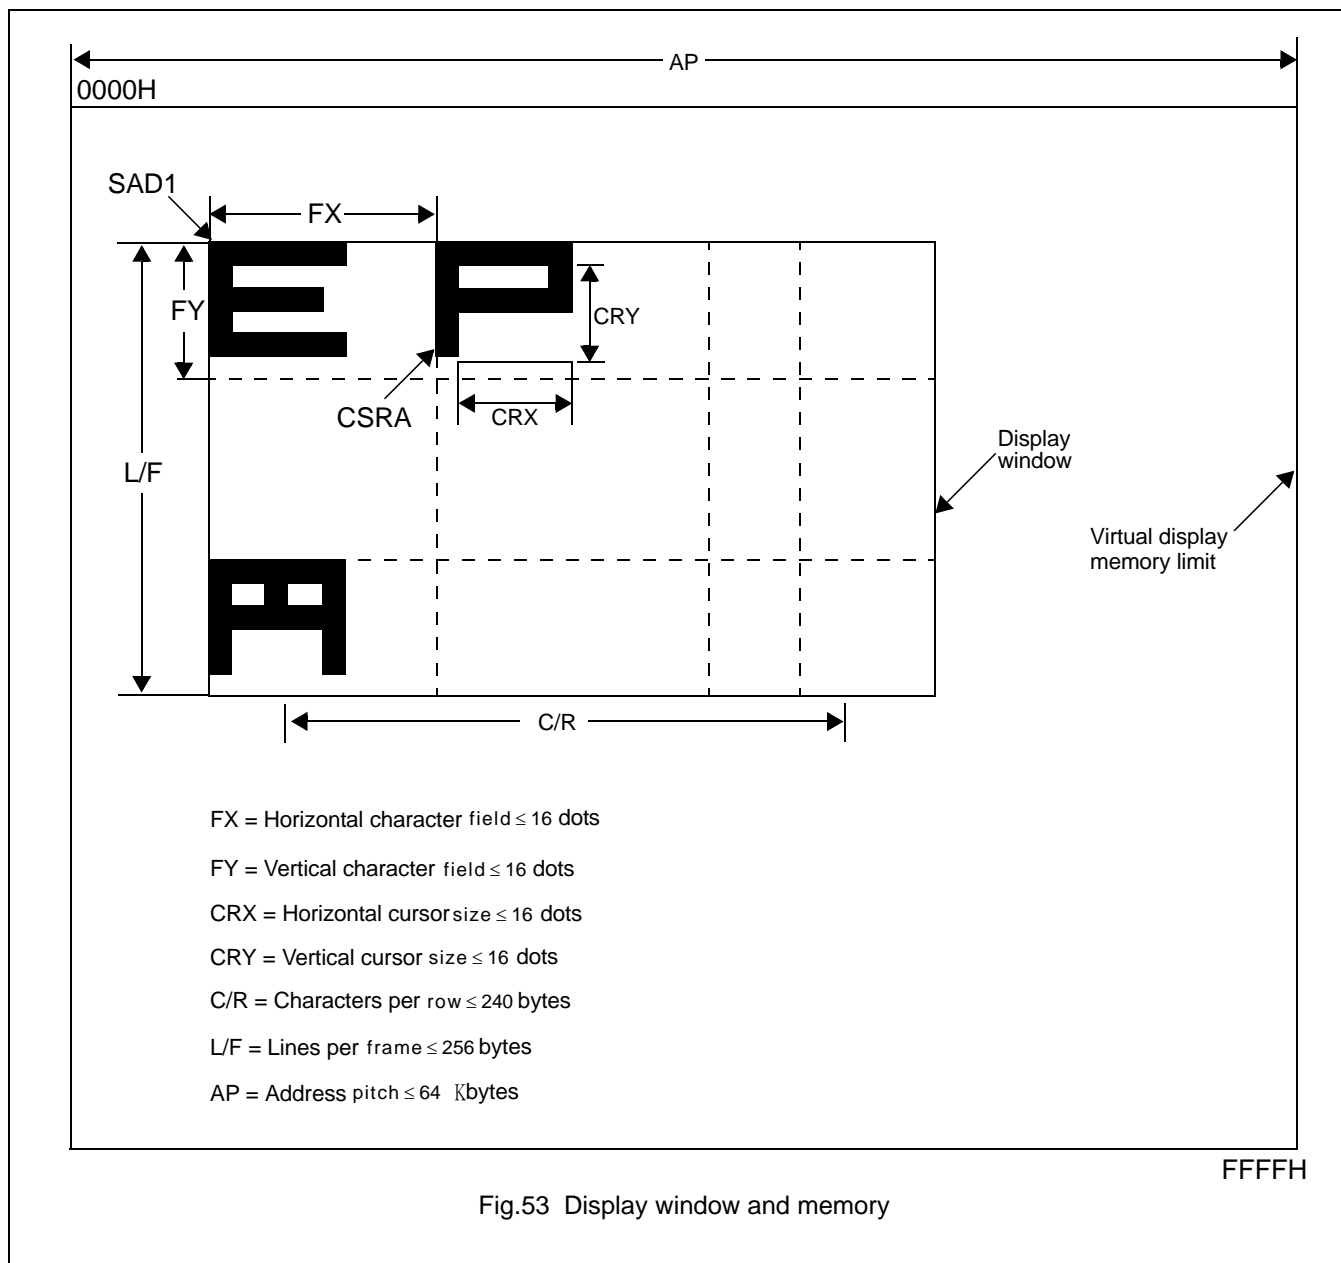 AP
0000H
SAD1
FX
FY
CRY
CSRA
CRX
L/F
Display
window
Virtual display
memory limit
C/R
FX = Horizontal character field ≤ 16 dots
FY = Vertical character field ≤ 16 dots
CRX = Horizontal cursor size ≤ 16 dots
CRY = Vertical cursor size ≤ 16 dots
C/R = Characters per row ≤ 240 bytes
L/F = Lines per frame ≤ 256 bytes
AP = Address pitch ≤ 64 Kbytes
FFFFH
Fig.53 Display window and memory